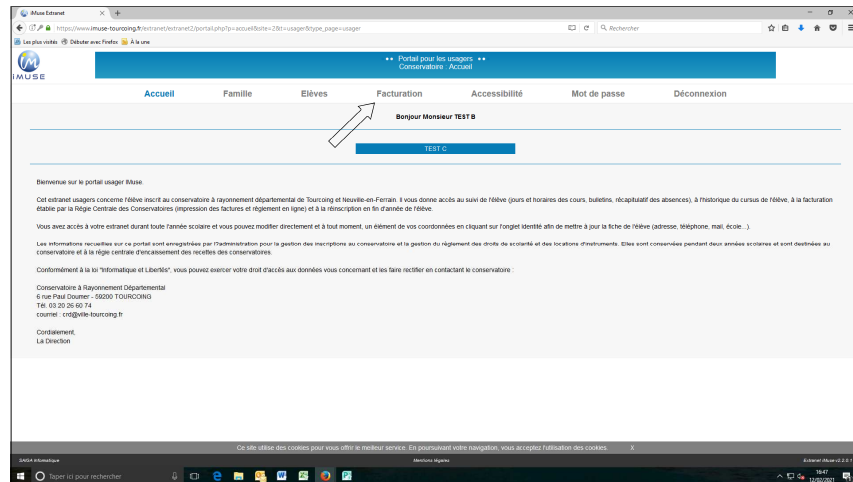 iMuse Extranet
https://www.imuse-tourcoing.fr/extranet/extranet2/portail.php?p=accueil&site=2&t=usager&type_page=usager
Rechercher
Les plus visités Débuter avec Firefox À la une
iMUSE
•• Portail pour les usagers ••
Conservatoire : Accueil
Accueil Famille Elèves Facturation Accessibilité Mot de passe Déconnexion
Bonjour Monsieur TEST B
TEST C
Bienvenue sur le portail usager IMuse.
Cet extranet usagers concerne l'élève inscrit au conservatoire à rayonnement départemental de Tourcoing et Neuville-en-Ferrain. Il vous donne accès au suivi de l'élève (jours et horaires des cours, bulletins, récapitulatif des absences), à l'historique du cursus de l'élève, à la facturation
établie par la Régie Centrale des Conservatoires (impression des factures et règlement en ligne) et à la réinscription en fin d'année de l'élève.
Vous avez accès à votre extranet durant toute l'année scolaire et vous pouvez modifier directement et à tout moment, un élément de vos coordonnées en cliquant sur l'onglet identité afin de mettre à jour la fiche de l'élève (adresse, téléphone, mail, école...).
Les informations recueillies sur ce portail sont enregistrées par l'administration pour la gestion des inscriptions au conservatoire et la gestion du règlement des droits de scolarité et des locations d'instruments. Elles sont conservées pendant deux années scolaires et sont destinées au
conservatoire et à la régie centrale d'encaissement des recettes des conservatoires.
Conformément à la loi "Informatique et Libertés", vous pouvez exercer votre droit d'accès aux données vous concernant et les faire rectifier en contactant le conservatoire :
Conservatoire à Rayonnement Départemental
6 rue Paul Doumer - 59200 TOURCOING
Tél: 03 20 26 60 74
courriel : crd@ville-tourcoing.fr
Cordialement,
La Direction
Ce site utilise des cookies pour vous offrir le meilleur service. En poursuivant votre navigation, vous acceptez l'utilisation des cookies. X
SAIGA Informatique Mentions légales Extranet iMuse v2.2.0.1
Taper ici pour rechercher
16:47
12/02/2021